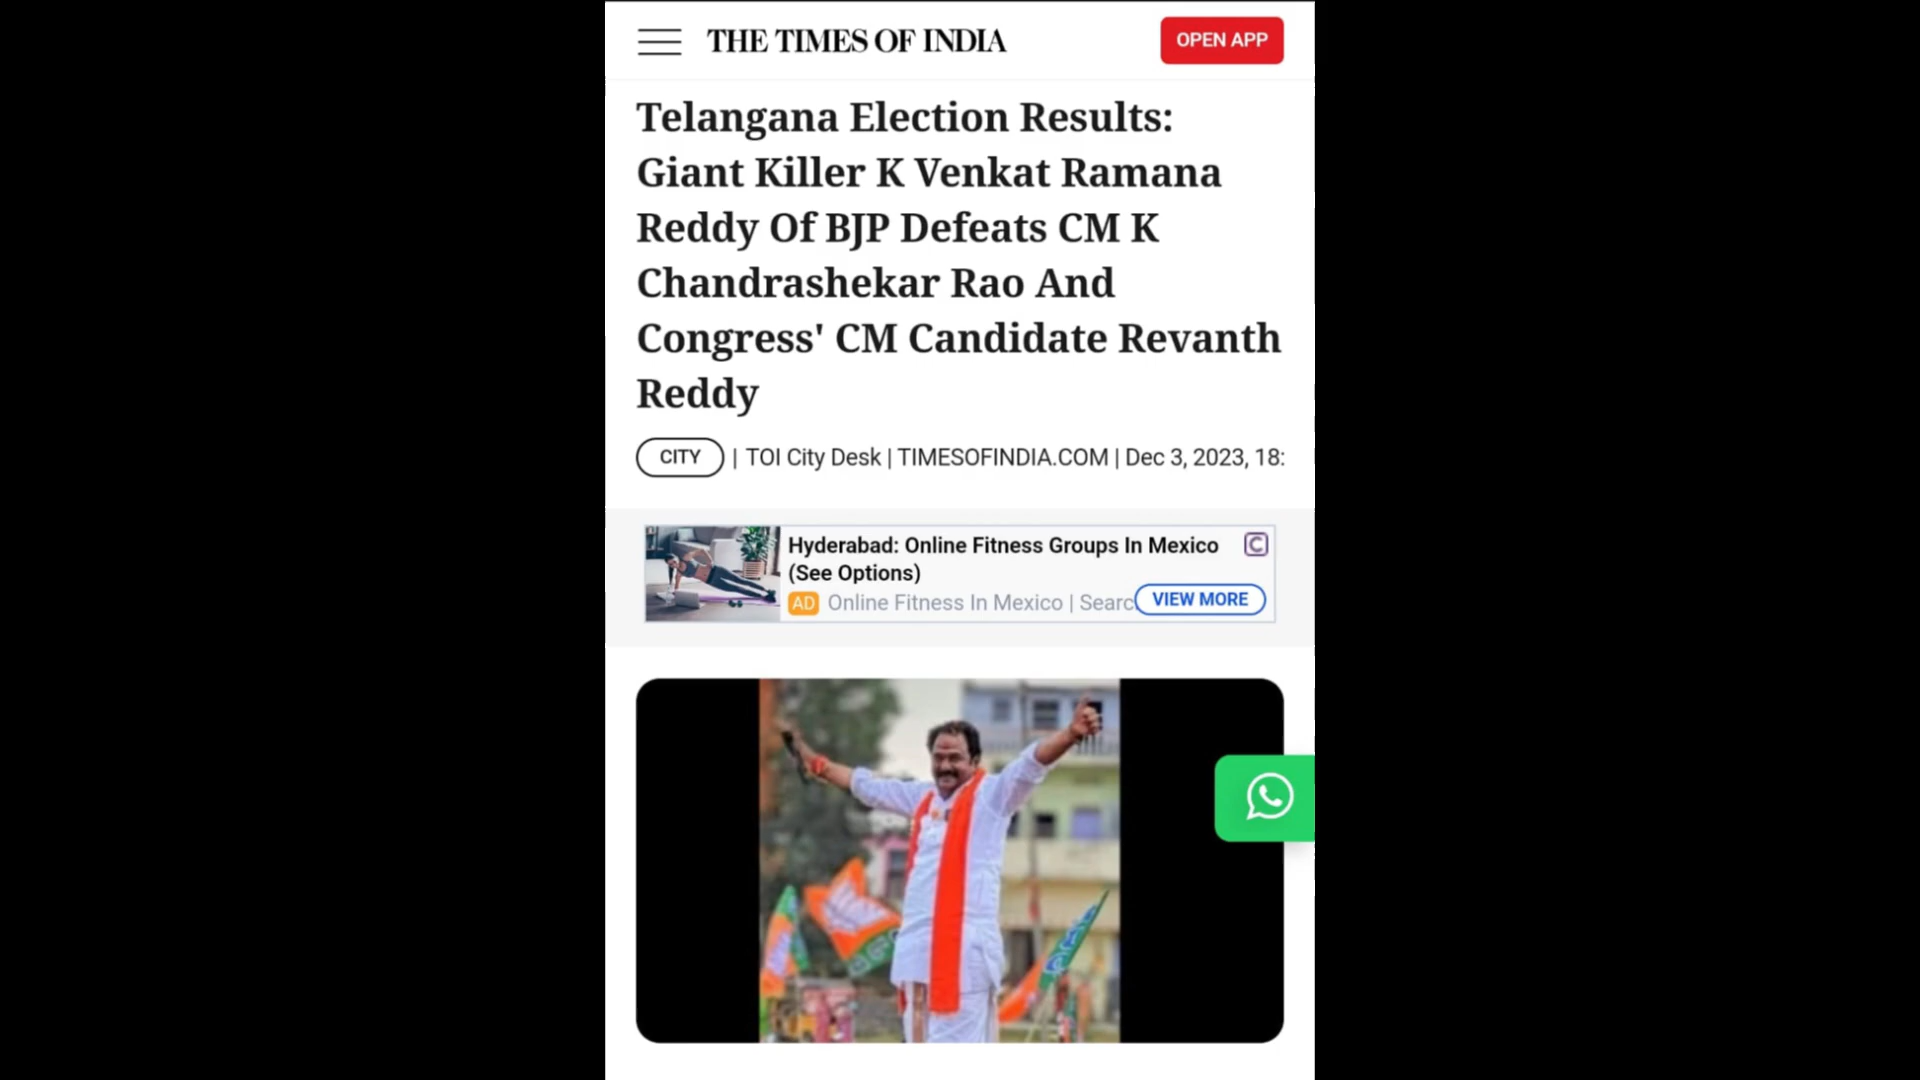 THE TIMES OF INDIA
OPEN APP
Telangana Election Results:
Giant Killer K Venkat Ramana
Reddy Of BJP Defeats CM K
Chandrashekar Rao And
Congress' CM Candidate Revanth
Reddy
CITY | TOI City Desk | TIMESOFINDIA.COM | Dec 3, 2023, 18:
Hyderabad: Online Fitness Groups In Mexico
(See Options)
AD Online Fitness In Mexico | Searc
VIEW MORE